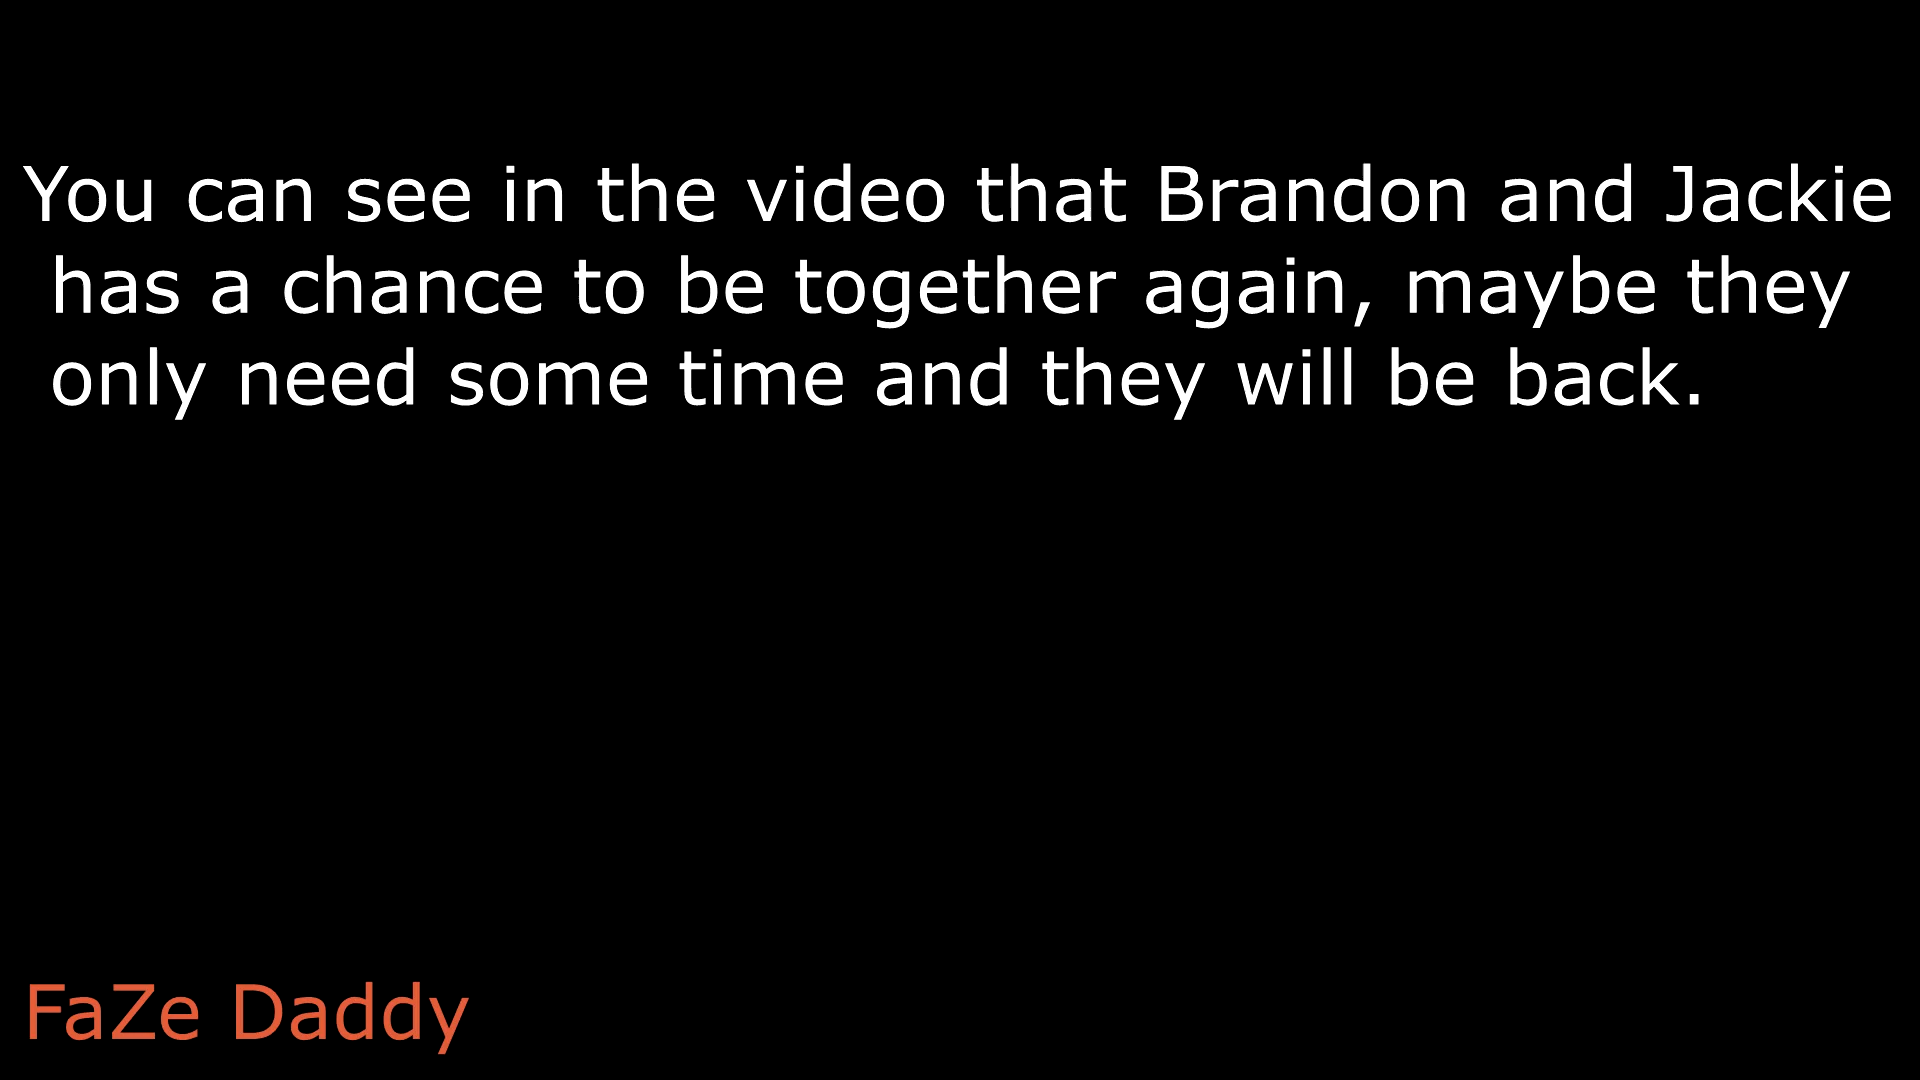 You can see in the video that Brandon and Jackie
has a chance to be together again, maybe they
only need some time and they will be back.
FaZe Daddy